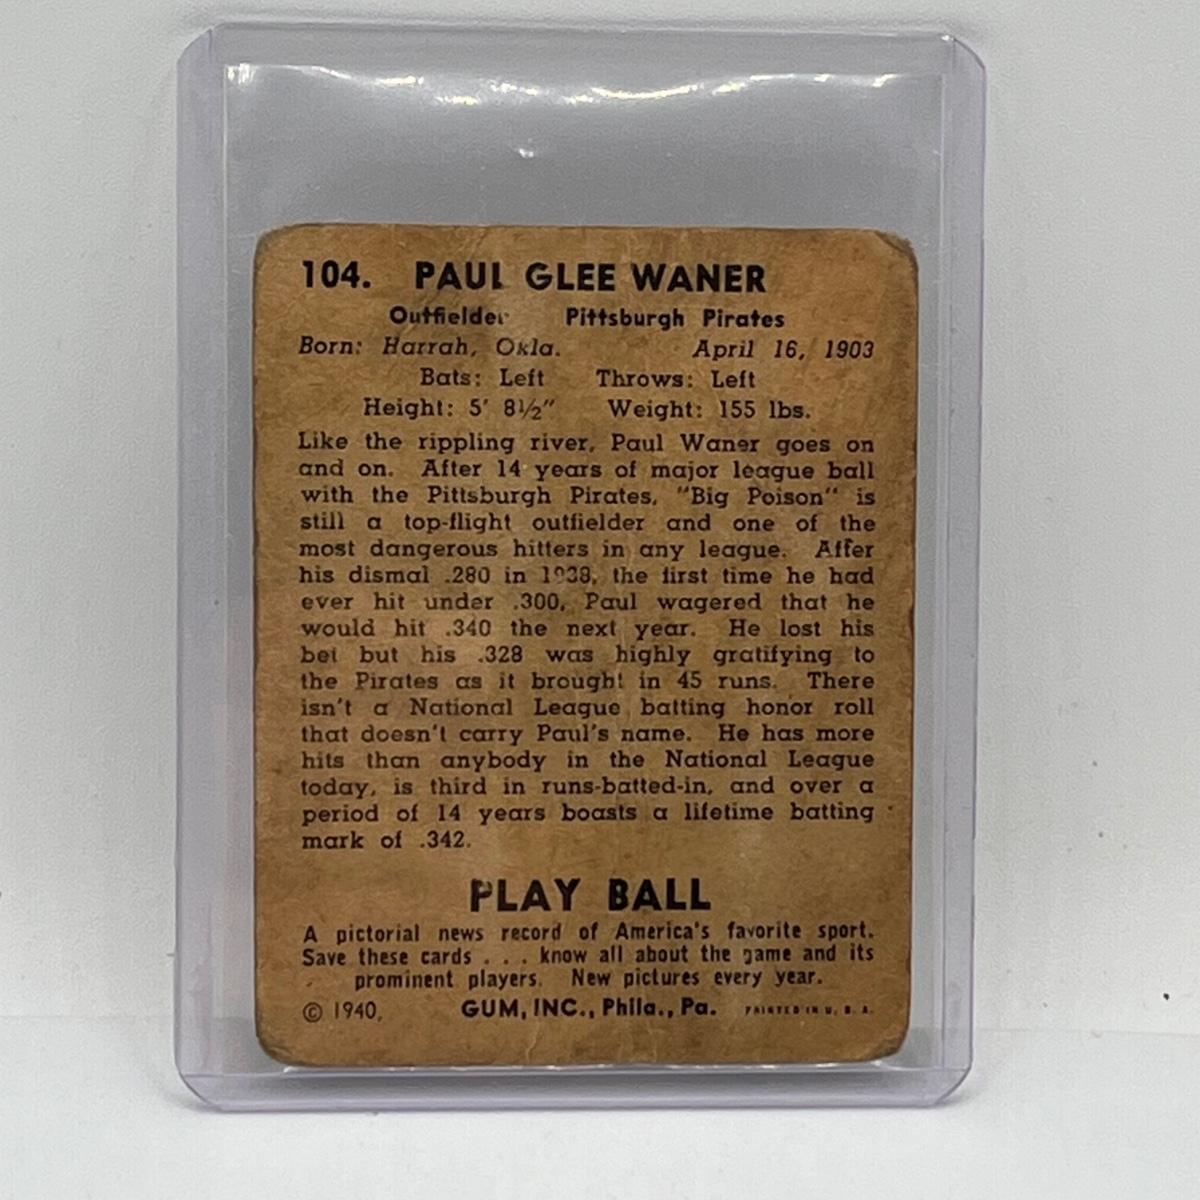 104. PAUL GLEE WANER
Outfielder Pittsburgh Pirates
Born: Harrah, Okla. April 16, 1903
Bats: Left Throws: Left
Height: 5' 8½" Weight: 155 lbs.
Like the rippling river, Paul Waner goes on
and on. After 14 years of major league ball
with the Pittsburgh Pirates, "Big Poison" is
still a top-flight outfielder and one of the
most dangerous hitters in any league. After
his dismal .280 in 1938, the first time he had
ever hit under .300, Paul wagered that he
would hit .340 the next year. He lost his
bet but his .328 was highly gratifying to
the Pirates as it brought in 45 runs. There
isn't a National League batting honor roll
that doesn't carry Paul's name. He has more
hits than anybody in the National League
today, is third in runs-batted-in, and over a
period of 14 years boasts a lifetime batting
mark of .342.
PLAY BALL
A pictorial news record of America's favorite sport.
Save these cards . . . know all about the game and its
prominent players. New pictures every year.
© 1940, GUM, INC., Phila., Pa. PRINTED IN U. S. A.